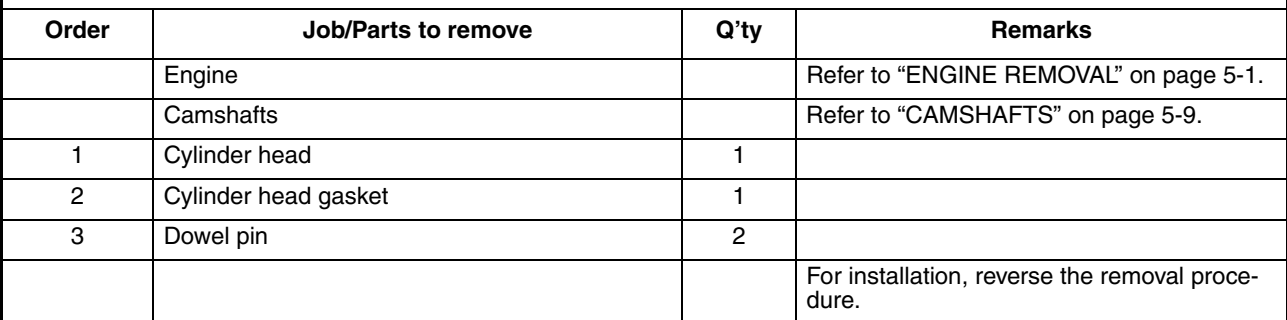 Order Job/Parts to remove Q’ty Remarks
Engine Refer to “ENGINE REMOVAL” on page 5-1.
Camshafts Refer to “CAMSHAFTS” on page 5-9.
1 Cylinder head 1
2 Cylinder head gasket 1
3 Dowel pin 2
For installation, reverse the removal proce-
dure.